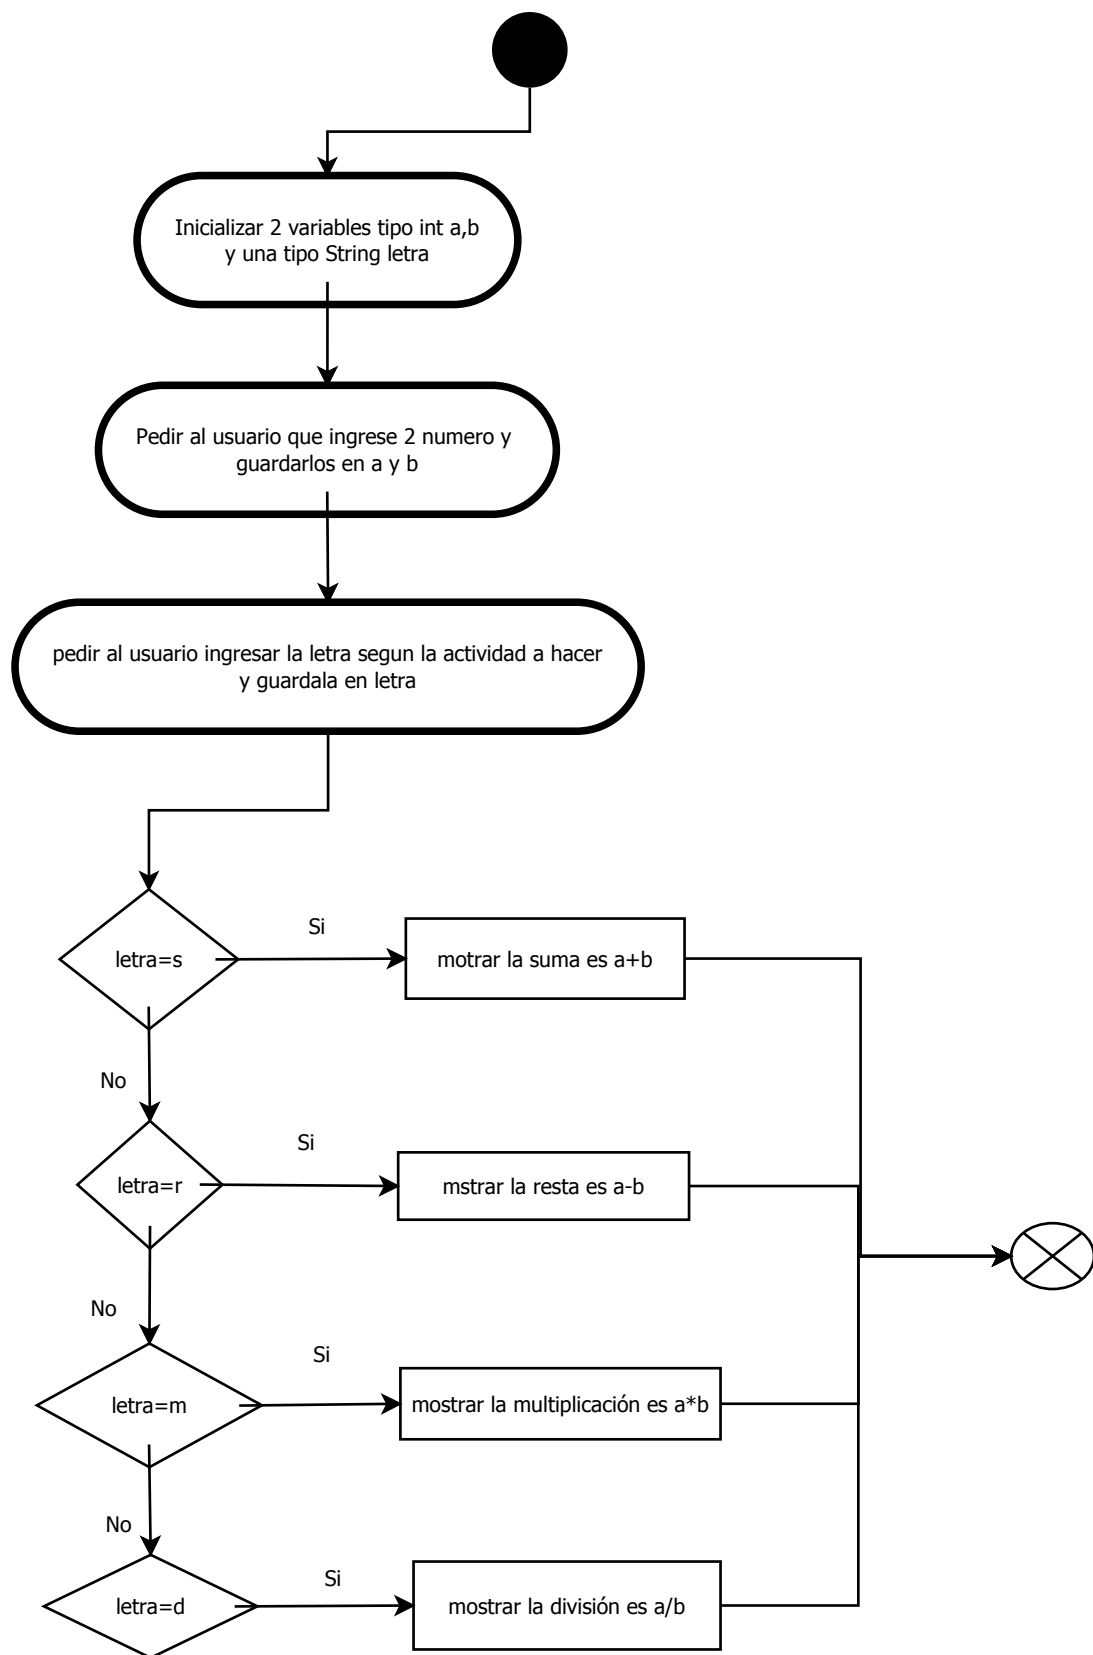 Inicializar 2 variables tipo int a,b
y una tipo String letra
Pedir al usuario que ingrese 2 numero y
guardarlos en a y b
pedir al usuario ingresar la letra segun la actividad a hacer
y guardala en letra
letra=s
Si
motrar la suma es a+b
No
letra=r
Si
mstrar la resta es a-b
No
letra=m
Si
mostrar la multiplicación es a*b
No
letra=d
Si
mostrar la división es a/b